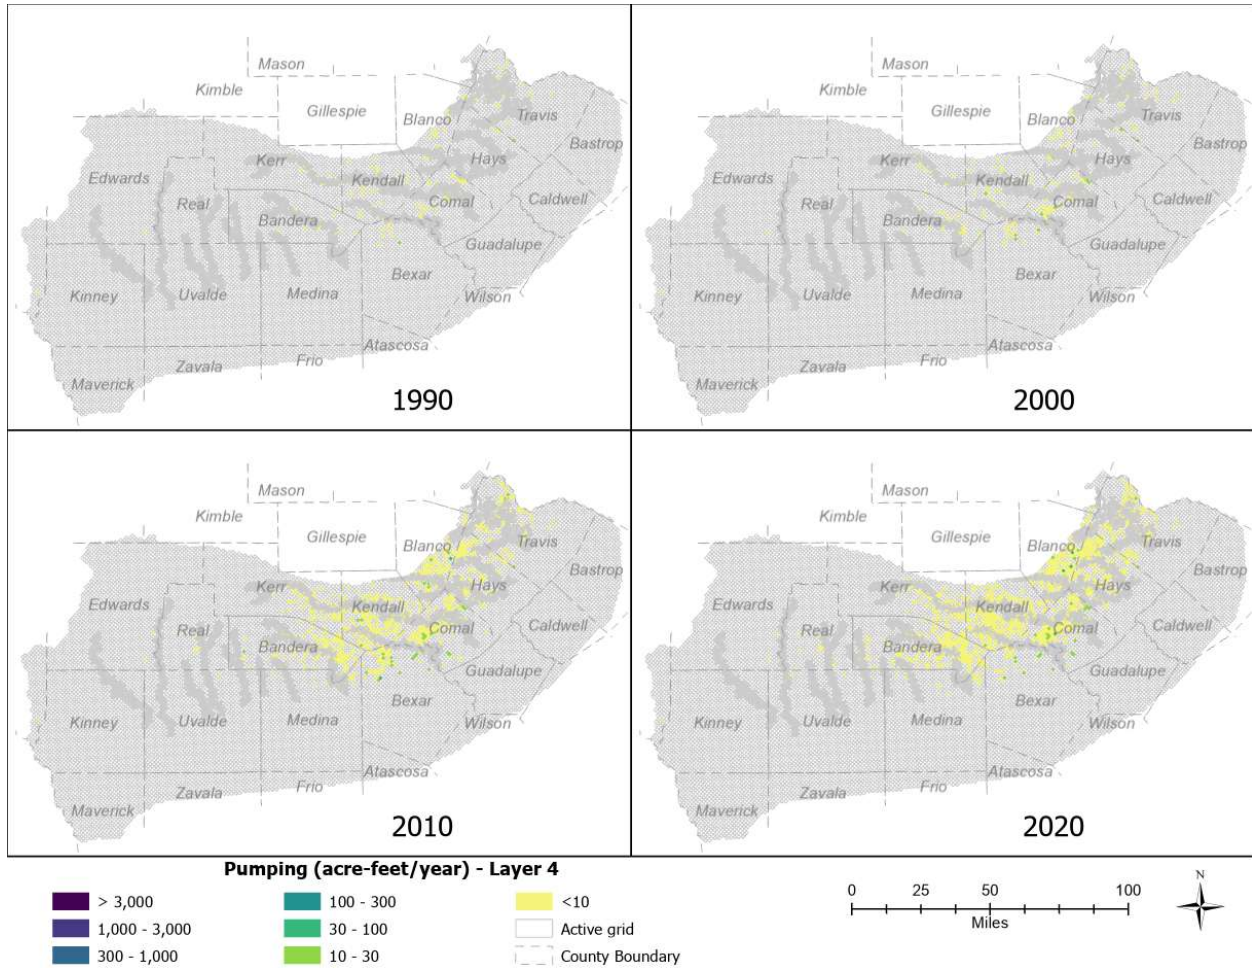 Mason
Kimble
Gillespie
Blanco
Travis
Bastrop
Hays
Kerr
Edwards
Kendall
Caldwell
Real
Comal
Bandera
Guadalupe
Bexar
Kinney
Uvalde
Medina
Wilson
Atascosa
Zavala
Frio
Maverick
1990
Mason
Kimble
Gillespie
Blanco
Travis
Bastrop
Hays
Kerr
Edwards
Kendall
Caldwell
Real
Comal
Bandera
Guadalupe
Bexar
Kinney
Uvalde
Medina
Wilson
Atascosa
Zavala
Frio
Maverick
2000
Mason
Kimble
Gillespie
Blanco
Travis
Bastrop
Hays
Kerr
Edwards
Kendall
Caldwell
Real
Comal
Bandera
Guadalupe
Bexar
Kinney
Uvalde
Medina
Wilson
Atascosa
Zavala
Frio
Maverick
2010
Mason
Kimble
Gillespie
Blanco
Travis
Bastrop
Hays
Kerr
Edwards
Kendall
Caldwell
Real
Comal
Bandera
Guadalupe
Bexar
Kinney
Uvalde
Medina
Wilson
Atascosa
Zavala
Frio
Maverick
2020
Pumping (acre-feet/year) - Layer 4
> 3,000
1,000 - 3,000
300 - 1,000
100 - 300
30 - 100
10 - 30
<10
Active grid
County Boundary
0 25 50 100
Miles
N